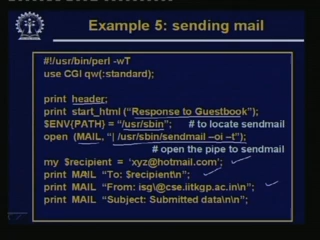 Example 5: sending mail
#!/usr/bin/perl -wT
use CGI qw(:standard);
print header;
print start_html ("Response to Guestbook");
$ENV{PATH} = "/usr/sbin"; # to locate sendmail
open (MAIL, "| /usr/sbin/sendmail –oi –t");
# open the pipe to sendmail
my $recipient = 'xyz@hotmail.com';
print MAIL "To: $recipient\n";
print MAIL "From: isg\@cse.iitkgp.ac.in\n";
print MAIL "Subject: Submitted data\n\n";